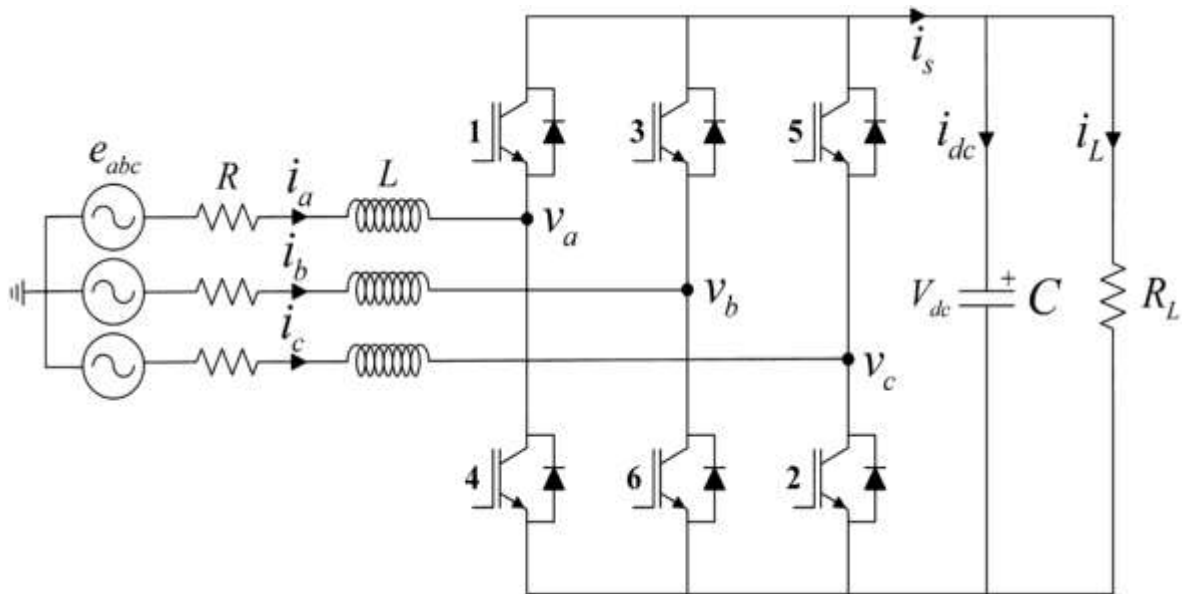 i_s
1
3
5
i_dc
i_L
e_abc
R
i_a
L
v_a
i_b
v_b
V_dc
+
C
R_L
i_c
v_c
4
6
2